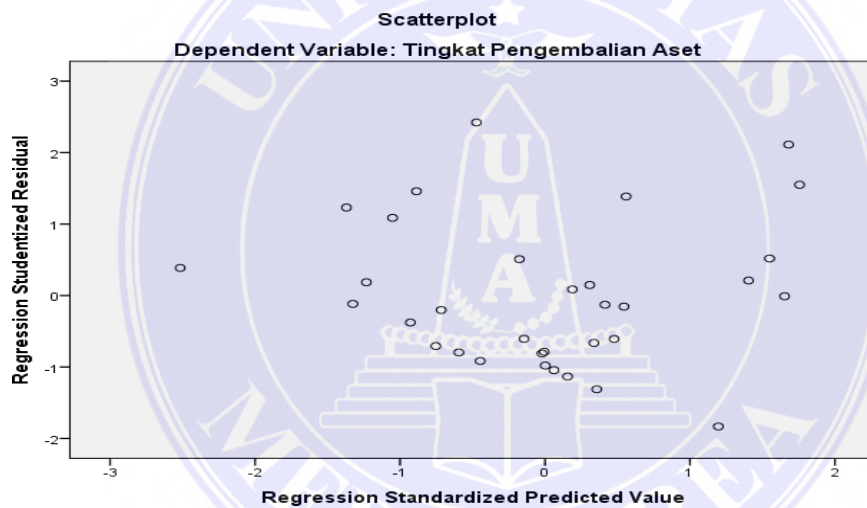 Scatterplot
Dependent Variable: Tingkat Pengembalian Aset
Regression Studentized Residual
3
2
1
0
-1
-2
-3
-2
-1
0
1
2
Regression Standardized Predicted Value
UMA